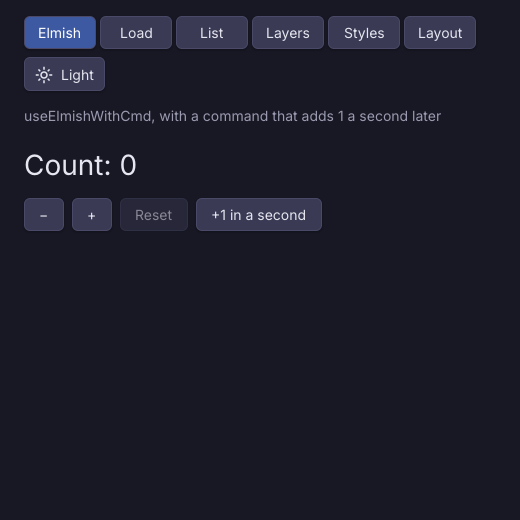 Elmish Load List Layers Styles Layout
Light
useElmishWithCmd, with a command that adds 1 a second later
Count: 0
− + Reset +1 in a second